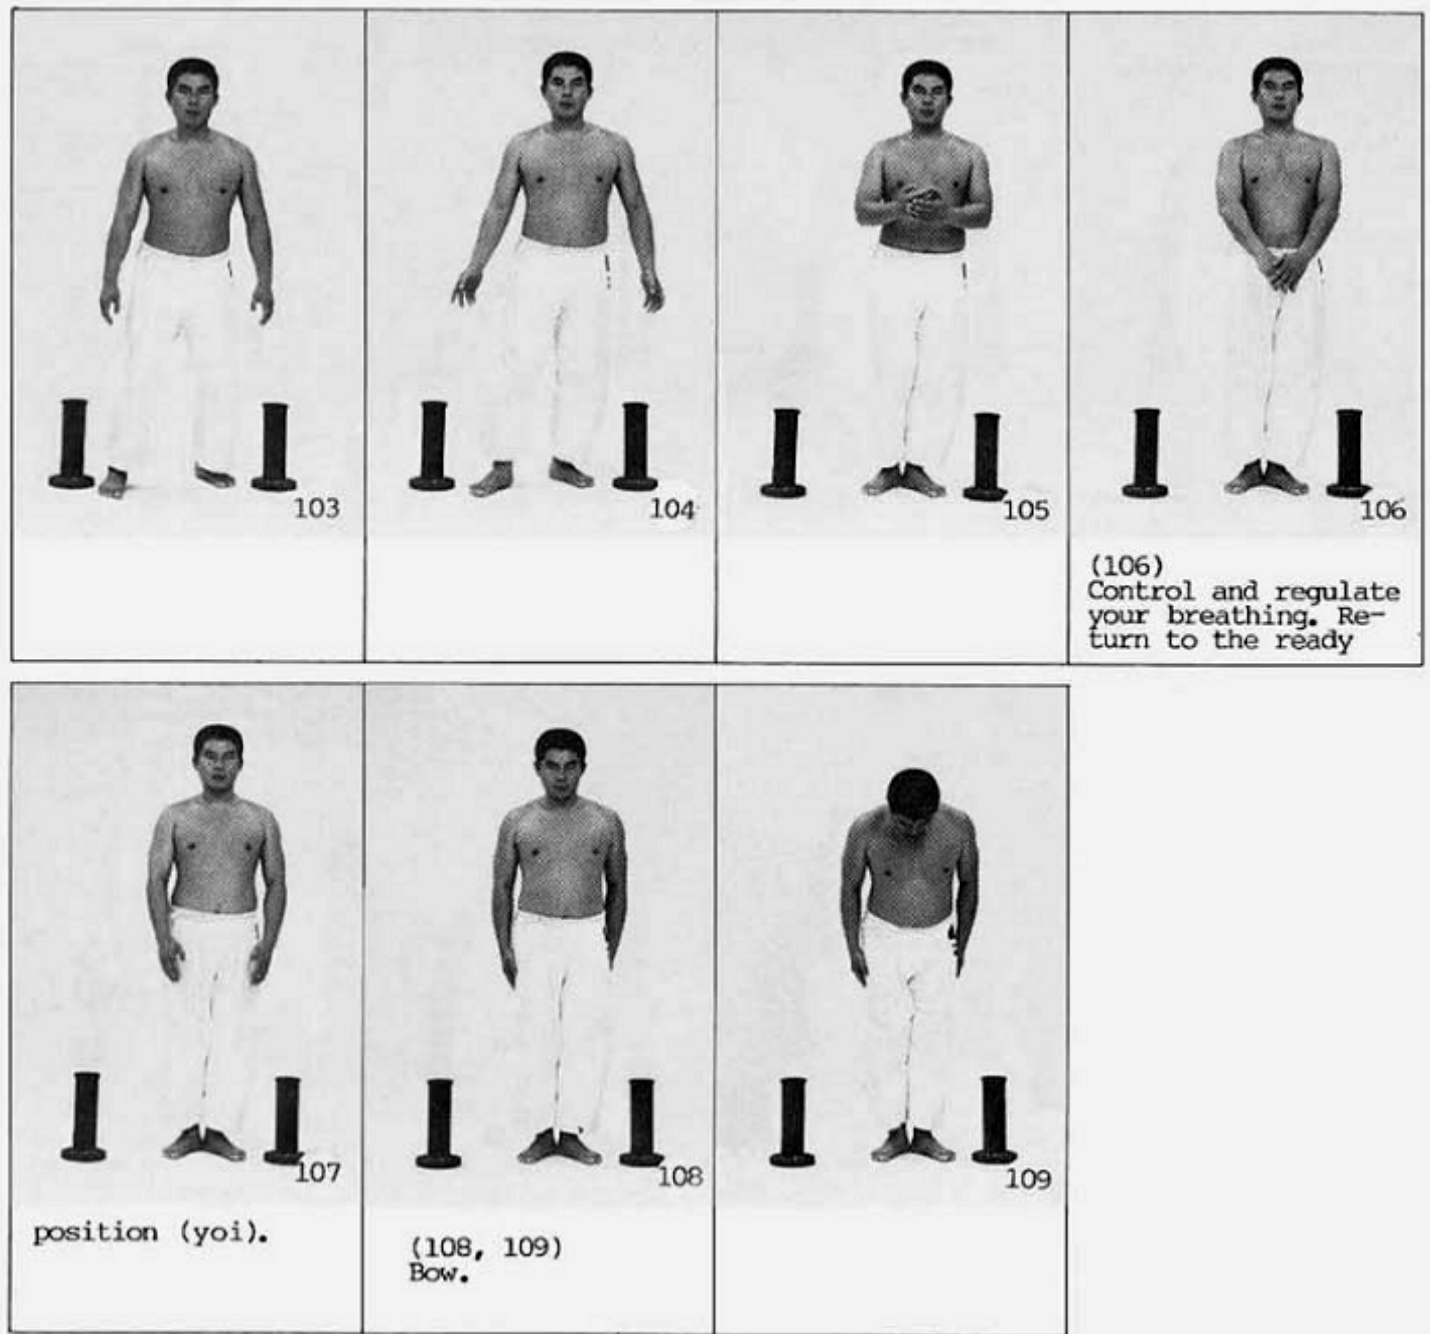 103
104
105
106
(106)
Control and regulate
your breathing. Re-
turn to the ready
107
108
109
position (yoi).
(108, 109)
Bow.